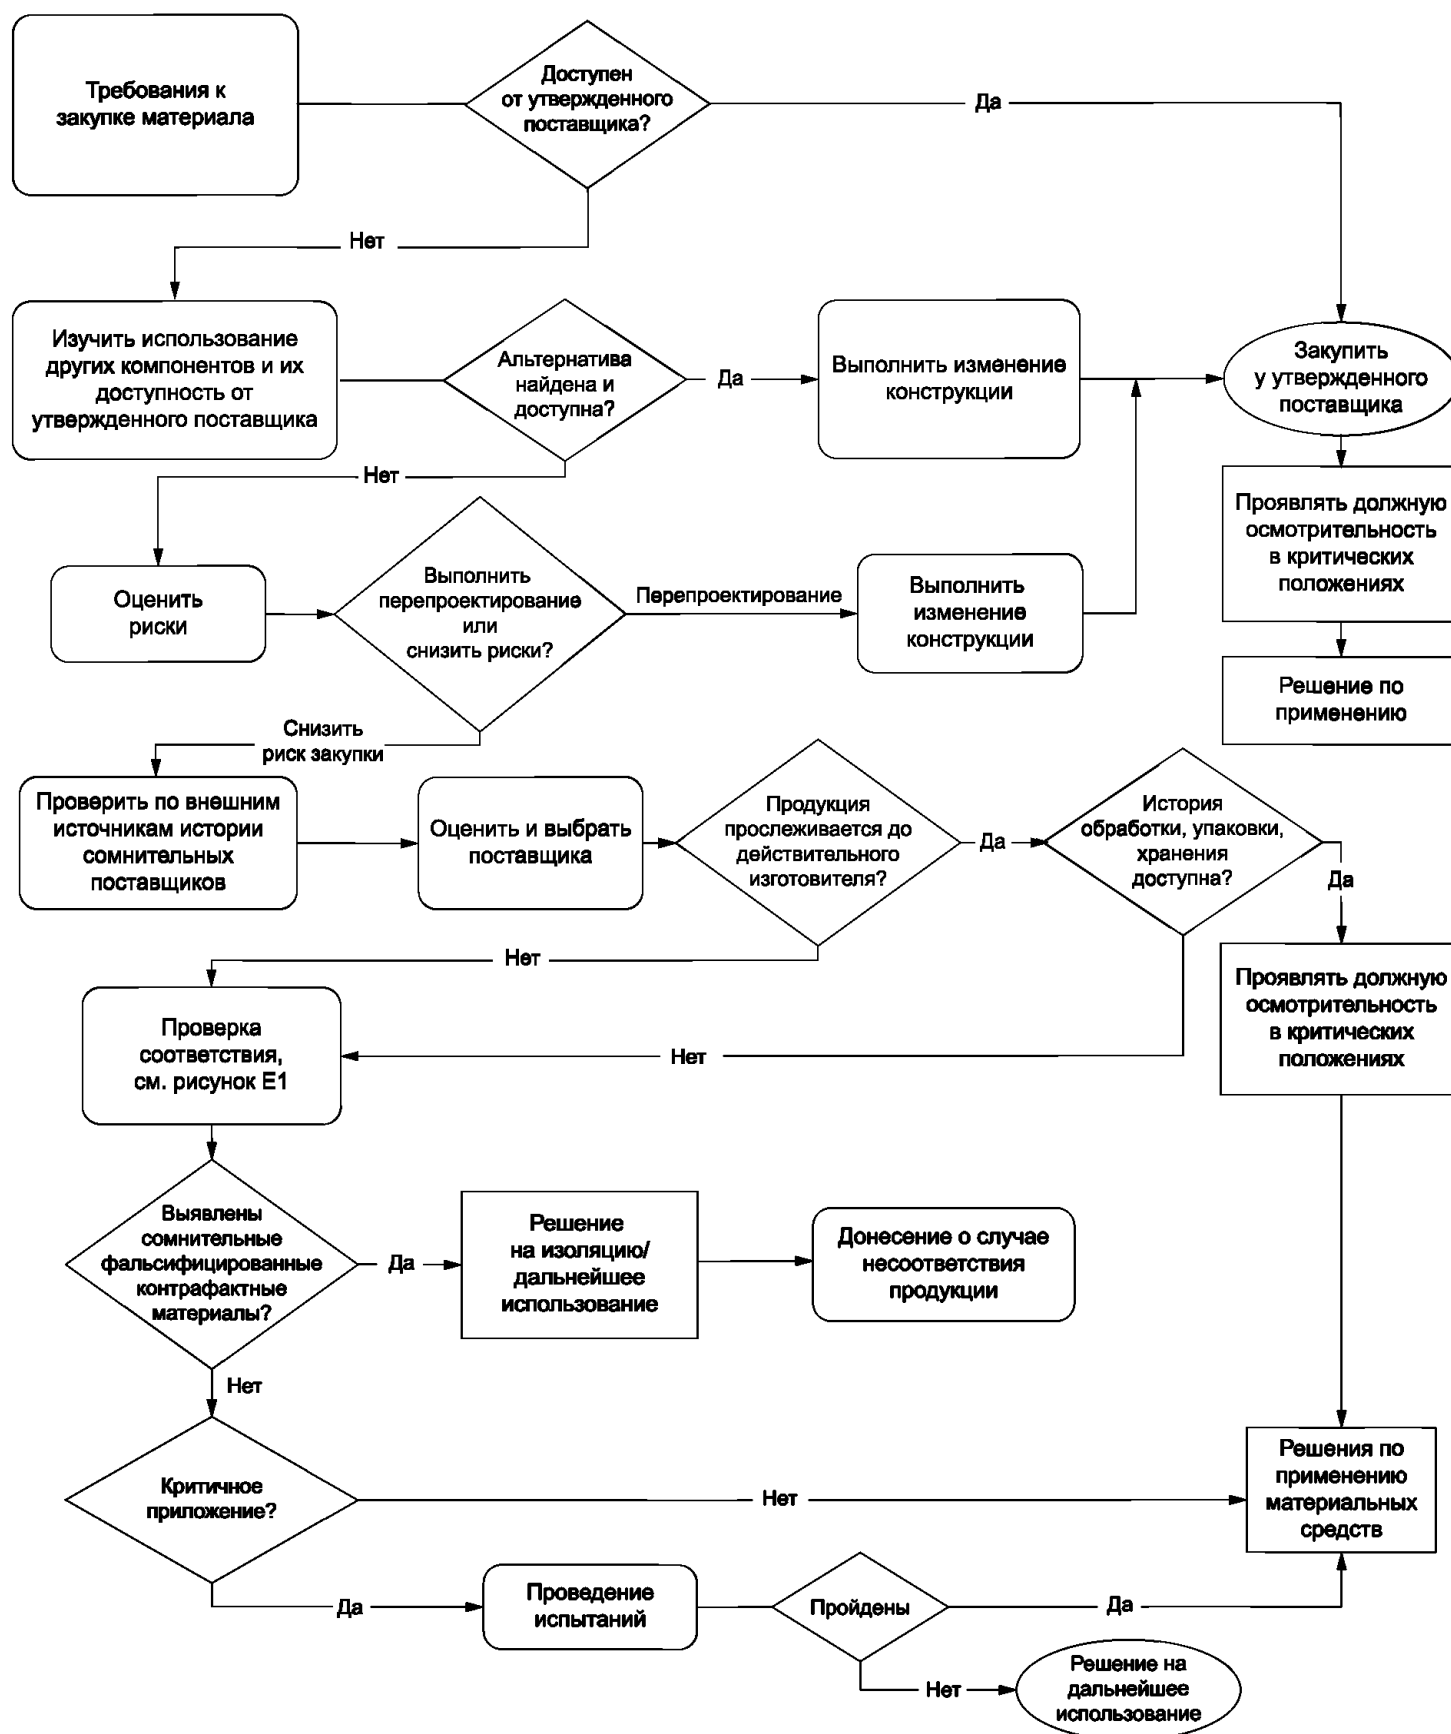 Требования к
закупке материала
Доступен
от утвержденного
поставщика?
Да
Нет
Изучить использование
других компонентов и их
доступность от
утвержденного поставщика
Альтернатива
найдена и
доступна?
Да
Выполнить изменение
конструкции
Закупить
у утвержденного
поставщика
Нет
Проявлять должную
осмотрительность
в критических
положениях
Оценить
риски
Выполнить
перепроектирование
или
снизить риски?
Перепроектирование
Выполнить
изменение
конструкции
Решение по
применению
Снизить
риск закупки
Проверить по внешним
источникам истории
сомнительных
поставщиков
Оценить и выбрать
поставщика
Продукция
прослеживается до
действительного
изготовителя?
Да
История
обработки, упаковки,
хранения
доступна?
Да
Нет
Проявлять должную
осмотрительность
в критических
положениях
Проверка
соответствия,
см. рисунок Е1
Нет
Выявлены
сомнительные
фальсифицированные
контрафактные
материалы?
Да
Решение
на изоляцию/
дальнейшее
использование
Донесение о случае
несоответствия
продукции
Нет
Критичное
приложение?
Нет
Решения по
применению
материальных
средств
Да
Проведение
испытаний
Пройдены
Да
Нет
Решение на
дальнейшее
использование